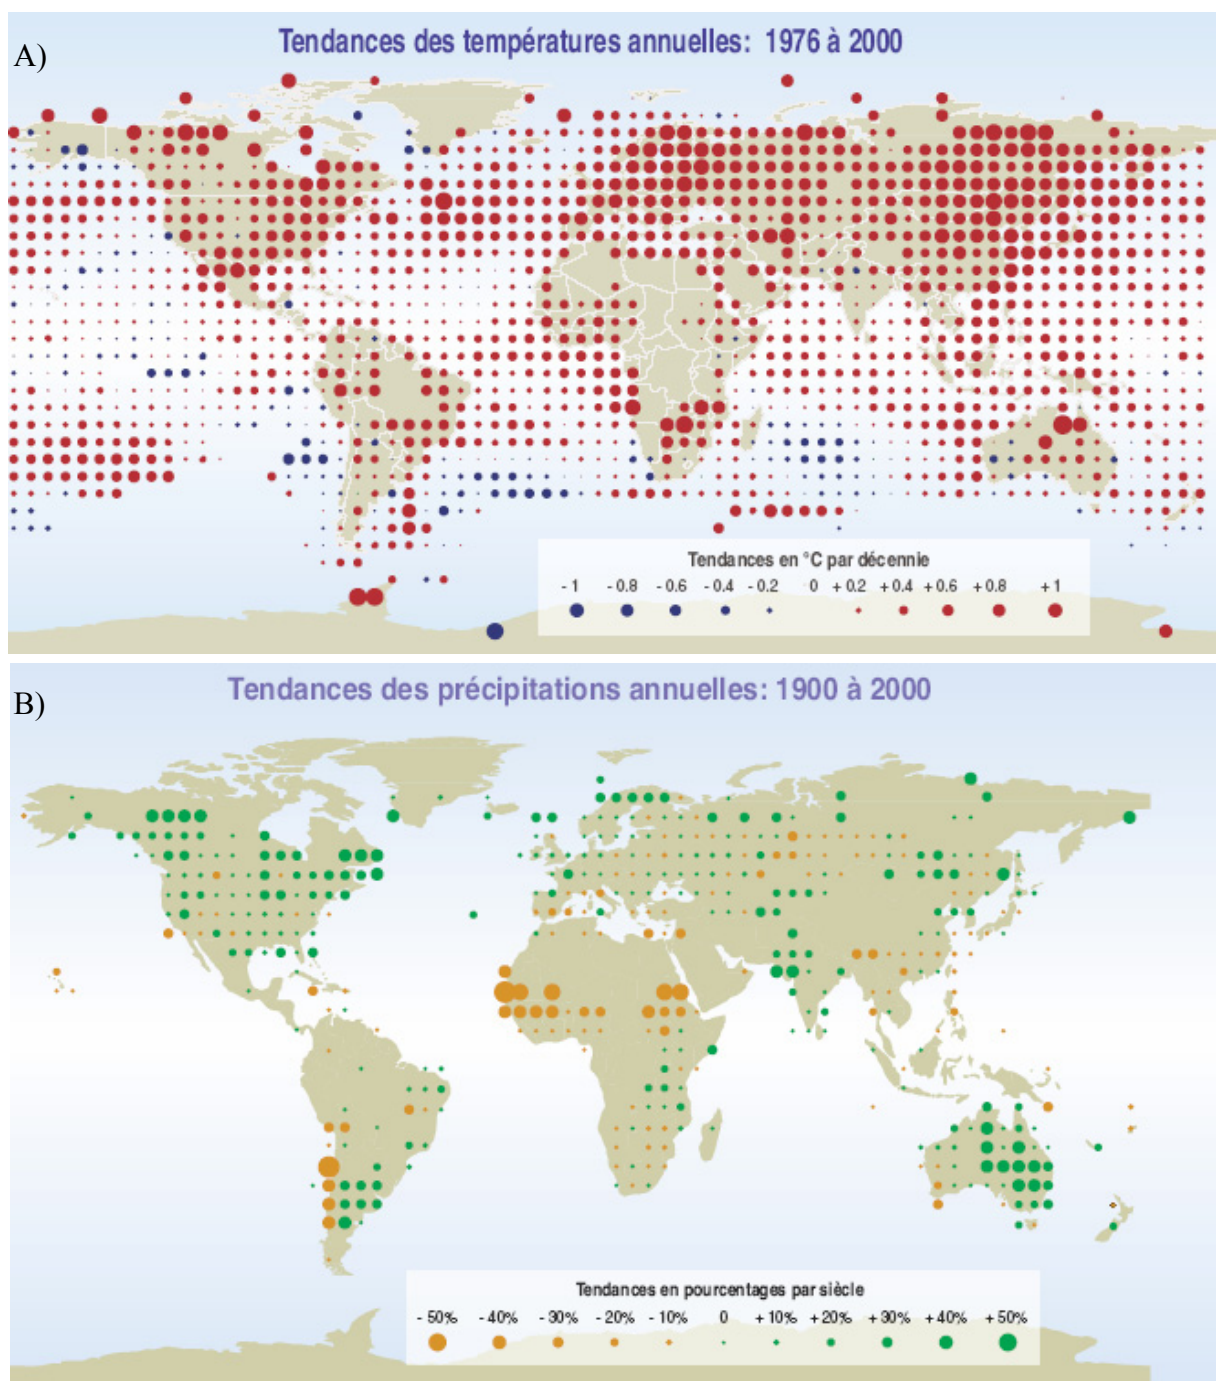 A)
Tendances des températures annuelles: 1976 à 2000
Tendances en °C par décennie
- 1 - 0.8 - 0.6 - 0.4 - 0.2 0 + 0.2 + 0.4 + 0.6 + 0.8 + 1
B)
Tendances des précipitations annuelles: 1900 à 2000
Tendances en pourcentages par siècle
- 50% - 40% - 30% - 20% - 10% 0 + 10% + 20% + 30% + 40% + 50%